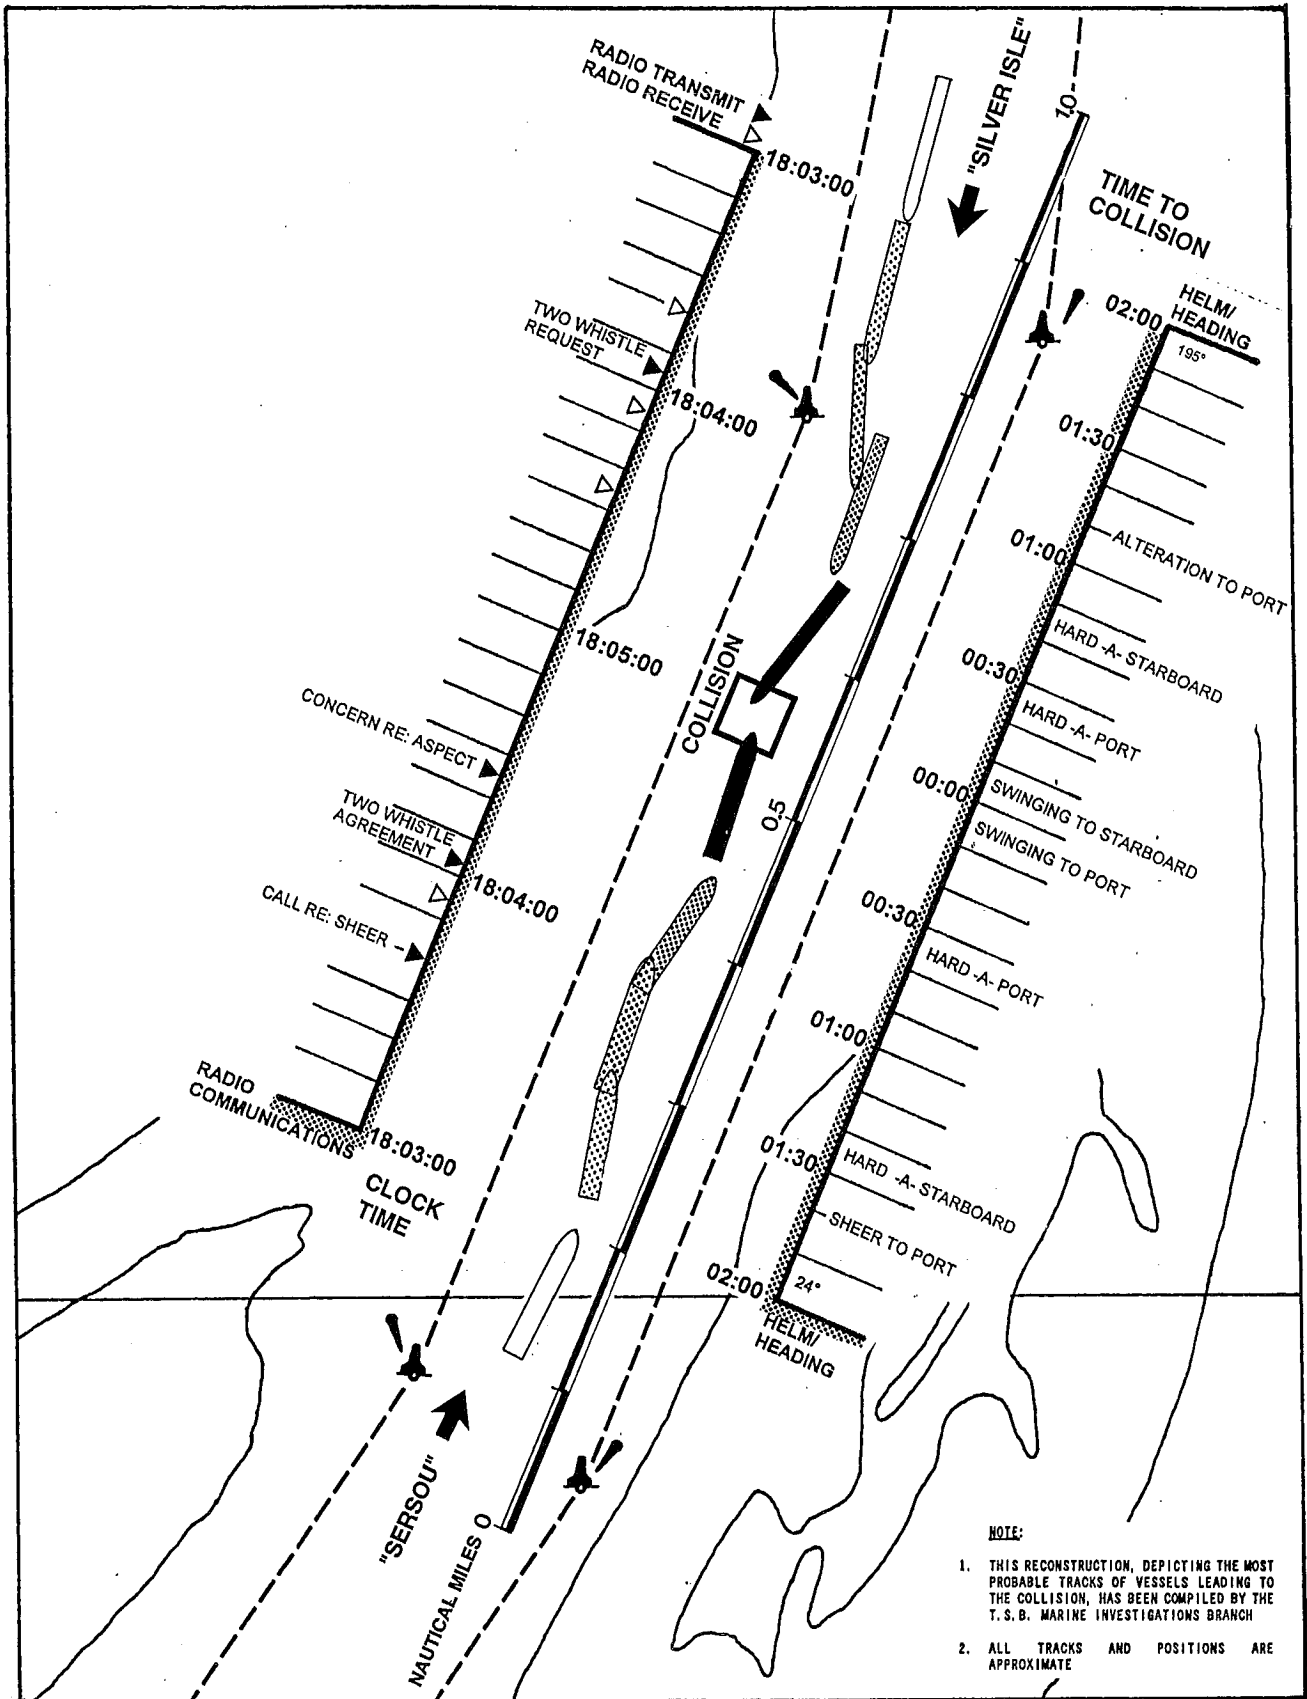 RADIO TRANSMIT
RADIO RECEIVE
18:03:00
"SILVER ISLE"
1.0
TIME TO
COLLISION
HELM/
HEADING
02:00
195°
TWO WHISTLE
REQUEST
18:04:00
01:30
01:00
ALTERATION TO PORT
18:05:00
COLLISION
HARD -A- STARBOARD
00:30
HARD -A- PORT
CONCERN RE: ASPECT
00:00
SWINGING TO STARBOARD
0.5
SWINGING TO PORT
TWO WHISTLE
AGREEMENT
18:04:00
00:30
CALL RE: SHEER
HARD -A- PORT
01:00
RADIO
COMMUNICATIONS
18:03:00
CLOCK
TIME
01:30
HARD -A- STARBOARD
SHEER TO PORT
02:00
24°
HELM/
HEADING
"SERSOU"
NAUTICAL MILES 0
NOTE:
1. THIS RECONSTRUCTION, DEPICTING THE MOST
PROBABLE TRACKS OF VESSELS LEADING TO
THE COLLISION, HAS BEEN COMPILED BY THE
T.S.B. MARINE INVESTIGATIONS BRANCH
2. ALL TRACKS AND POSITIONS ARE
APPROXIMATE